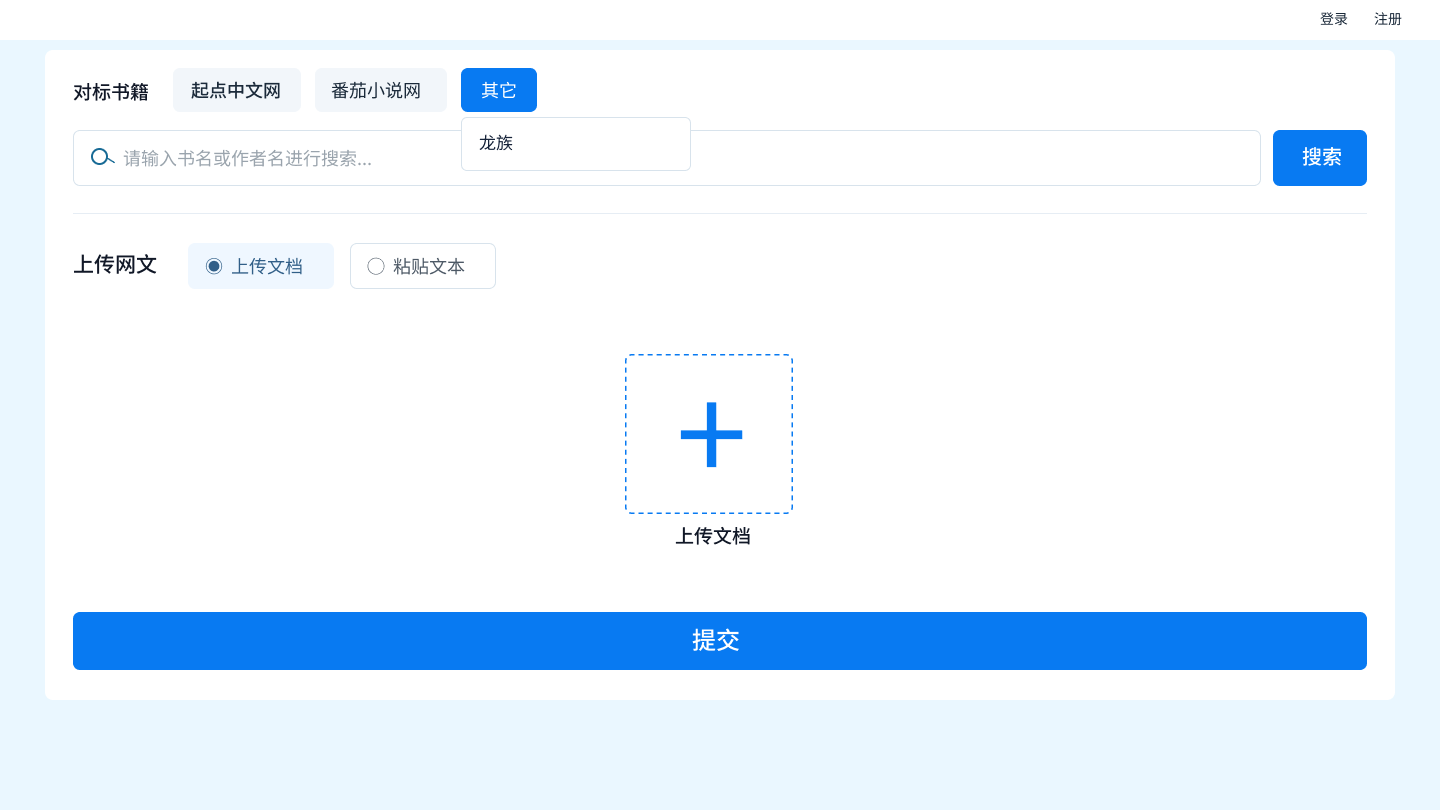 登录 注册
对标书籍 起点中文网 番茄小说网 其它
龙族
请输入书名或作者名进行搜索... 搜索
上传网文 上传文档 粘贴文本
上传文档
提交